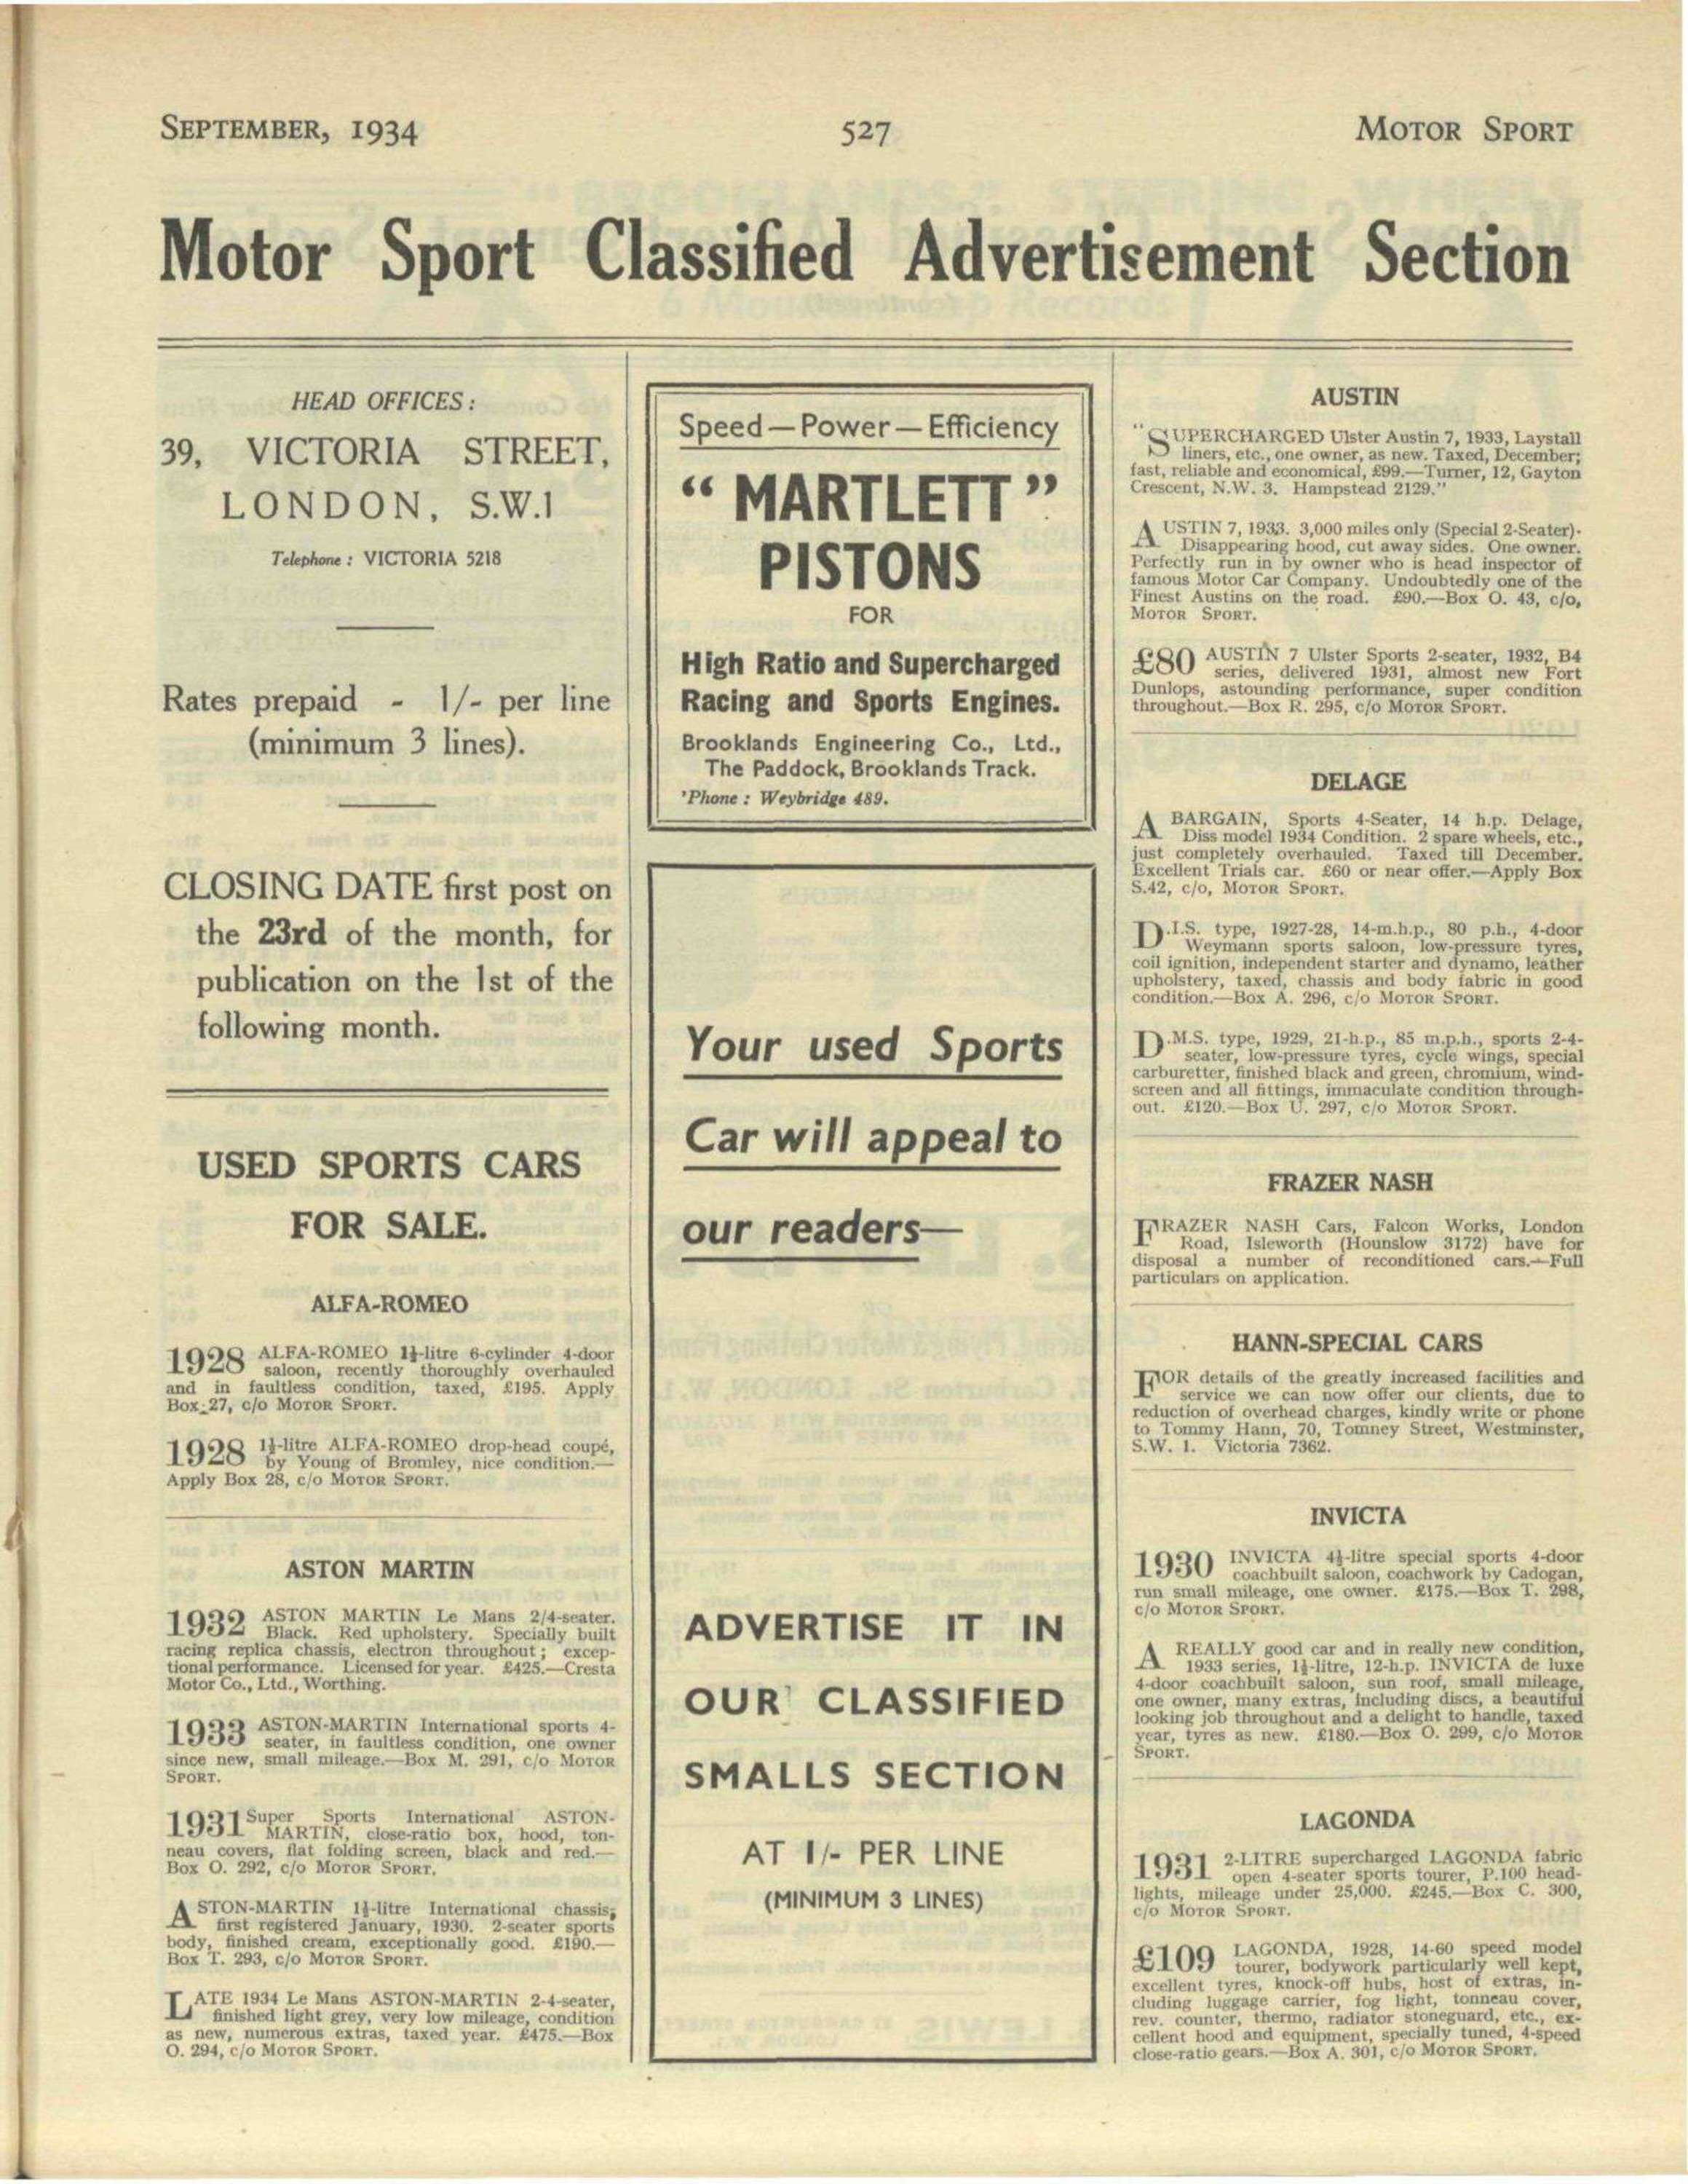 SEPTEMBER, 1934
527
MOTOR SPORT
Motor Sport Classified Advertisement Section
HEAD OFFICES:
39, VICTORIA STREET,
LONDON, S.W.1
Telephone : VICTORIA 5218
Rates prepaid - 1/- per line
(minimum 3 lines).
CLOSING DATE first post on
the 23rd of the month, for
publication on the 1st of the
following month.
USED SPORTS CARS
FOR SALE.
ALFA-ROMEO
1928 ALFA-ROMEO 1½-litre 6-cylinder 4-door
saloon, recently thoroughly overhauled
and in faultless condition, taxed, £195. Apply
Box 27, c/o MOTOR SPORT.
1928 1½-litre ALFA-ROMEO drop-head coupé,
by Young of Bromley, nice condition.—
Apply Box 28, c/o MOTOR SPORT.
ASTON MARTIN
1932 ASTON MARTIN Le Mans 2/4-seater.
Black. Red upholstery. Specially built
racing replica chassis, electron throughout; excep-
tional performance. Licensed for year. £425.—Cresta
Motor Co., Ltd., Worthing.
1933 ASTON-MARTIN International sports 4-
seater, in faultless condition, one owner
since new, small mileage.—Box M. 291, c/o MOTOR
SPORT.
1931 Super Sports International ASTON-
MARTIN, close-ratio box, hood, ton-
neau covers, flat folding screen, black and red.—
Box O. 292, c/o MOTOR SPORT.
ASTON-MARTIN 1½-litre International chassis;
first registered January, 1930. 2-seater sports
body, finished cream, exceptionally good. £190.—
Box T. 293, c/o MOTOR SPORT.
LATE 1934 Le Mans ASTON-MARTIN 2-4-seater,
finished light grey, very low mileage, condition
as new, numerous extras, taxed year. £475.—Box
O. 294, c/o MOTOR SPORT.
Speed—Power—Efficiency
" MARTLETT "
PISTONS
FOR
High Ratio and Supercharged
Racing and Sports Engines.
Brooklands Engineering Co., Ltd.,
The Paddock, Brooklands Track.
'Phone : Weybridge 489.
Your used Sports
Car will appeal to
our readers—
ADVERTISE IT IN
OUR CLASSIFIED
SMALLS SECTION
AT 1/- PER LINE
(MINIMUM 3 LINES)
AUSTIN
"SUPERCHARGED Ulster Austin 7, 1933, Laystall
liners, etc., one owner, as new. Taxed, December;
fast, reliable and economical, £99.—Turner, 12, Gayton
Crescent, N.W. 3. Hampstead 2129."
AUSTIN 7, 1933. 3,000 miles only (Special 2-Seater).
Disappearing hood, cut away sides. One owner.
Perfectly run in by owner who is head inspector of
famous Motor Car Company. Undoubtedly one of the
Finest Austins on the road. £90.—Box O. 43, c/o,
MOTOR SPORT.
£80 AUSTIN 7 Ulster Sports 2-seater, 1932, B4
series, delivered 1931, almost new Fort
Dunlops, astounding performance, super condition
throughout.—Box R. 295, c/o MOTOR SPORT.
DELAGE
A BARGAIN, Sports 4-Seater, 14 h.p. Delage,
Diss model 1934 Condition. 2 spare wheels, etc.,
just completely overhauled. Taxed till December.
Excellent Trials car. £60 or near offer.—Apply Box
S.42, c/o, MOTOR SPORT.
D.I.S. type, 1927-28, 14-m.h.p., 80 p.h., 4-door
Weymann sports saloon, low-pressure tyres,
coil ignition, independent starter and dynamo, leather
upholstery, taxed, chassis and body fabric in good
condition.—Box A. 296, c/o MOTOR SPORT.
D.M.S. type, 1929, 21-h.p., 85 m.p.h., sports 2-4-
seater, low-pressure tyres, cycle wings, special
carburetter, finished black and green, chromium, wind-
screen and all fittings, immaculate condition through-
out. £120.—Box U. 297, c/o MOTOR SPORT.
FRAZER NASH
FRAZER NASH Cars, Falcon Works, London
Road, Isleworth (Hounslow 3172) have for
disposal a number of reconditioned cars.—Full
particulars on application.
HANN-SPECIAL CARS
FOR details of the greatly increased facilities and
service we can now offer our clients, due to
reduction of overhead charges, kindly write or phone
to Tommy Hann, 70, Tomney Street, Westminster,
S.W. 1. Victoria 7362.
INVICTA
1930 INVICTA 4½-litre special sports 4-door
coachbuilt saloon, coachwork by Cadogan,
run small mileage, one owner. £175.—Box T. 298,
c/o MOTOR SPORT.
A REALLY good car and in really new condition,
1933 series, 1½-litre, 12-h.p. INVICTA de luxe
4-door coachbuilt saloon, sun roof, small mileage,
one owner, many extras, including discs, a beautiful
looking job throughout and a delight to handle, taxed
year, tyres as new. £180.—Box O. 299, c/o MOTOR
SPORT.
LAGONDA
1931 2-LITRE supercharged LAGONDA fabric
open 4-seater sports tourer, P.100 head-
lights, mileage under 25,000. £245.—Box C. 300,
c/o MOTOR SPORT.
£109 LAGONDA, 1928, 14-60 speed model
tourer, bodywork particularly well kept,
excellent tyres, knock-off hubs, host of extras, in-
cluding luggage carrier, fog light, tonneau cover,
rev. counter, thermo, radiator stoneguard, etc., ex-
cellent hood and equipment, specially tuned, 4-speed
close-ratio gears.—Box A. 301, c/o MOTOR SPORT.